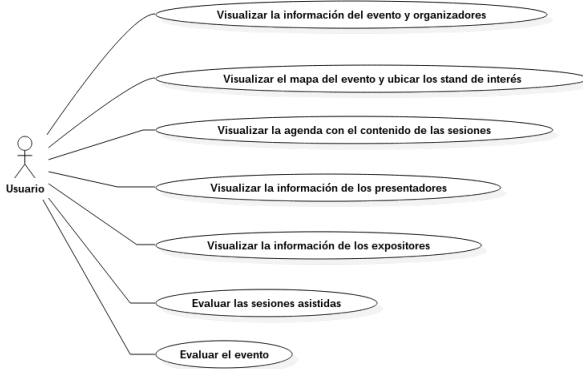 Visualizar la información del evento y organizadores
Visualizar el mapa del evento y ubicar los stand de interés
Visualizar la agenda con el contenido de las sesiones
Usuario
Visualizar la información de los presentadores
Visualizar la información de los expositores
Evaluar las sesiones asistidas
Evaluar el evento